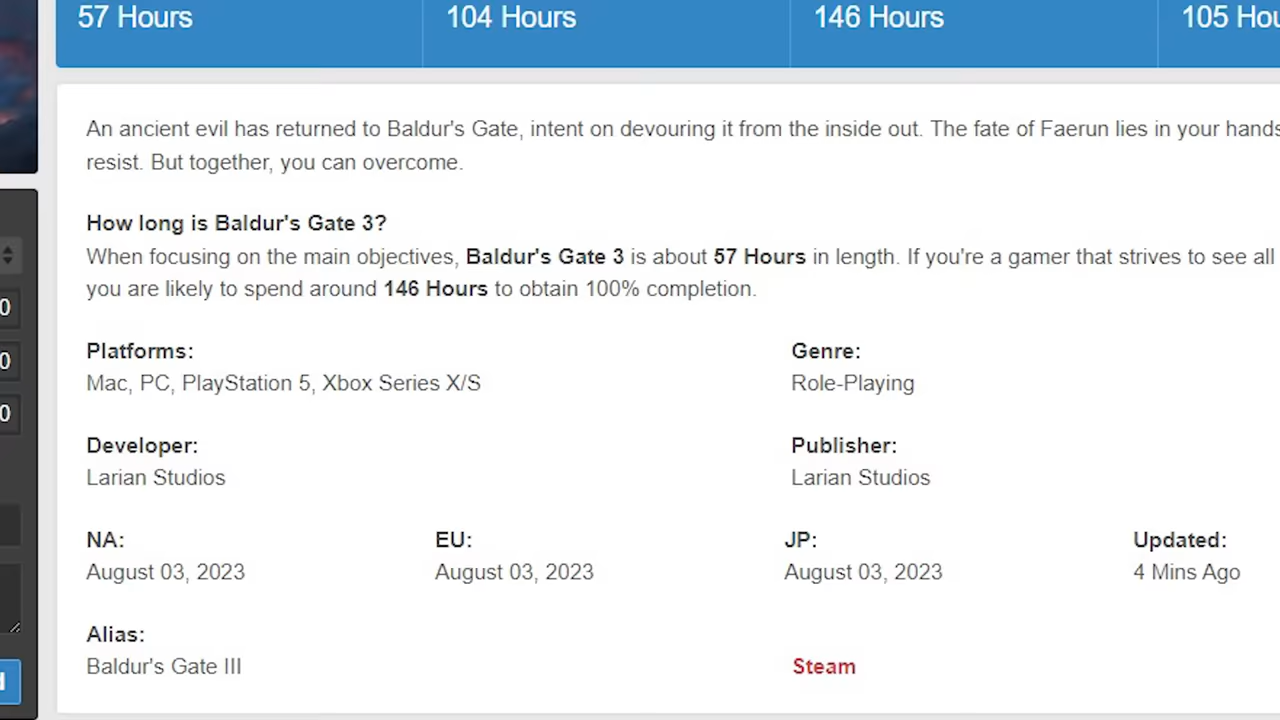 57 Hours 104 Hours 146 Hours 105
An ancient evil has returned to Baldur's Gate, intent on devouring it from the inside out. The fate of Faerun lies in your hands
resist. But together, you can overcome.
How long is Baldur's Gate 3?
When focusing on the main objectives, Baldur's Gate 3 is about 57 Hours in length. If you're a gamer that strives to see all
you are likely to spend around 146 Hours to obtain 100% completion.
Platforms: Genre:
Mac, PC, PlayStation 5, Xbox Series X/S Role-Playing
Developer: Publisher:
Larian Studios Larian Studios
NA: EU: JP: Updated:
August 03, 2023 August 03, 2023 August 03, 2023 4 Mins Ago
Alias:
Baldur's Gate III Steam